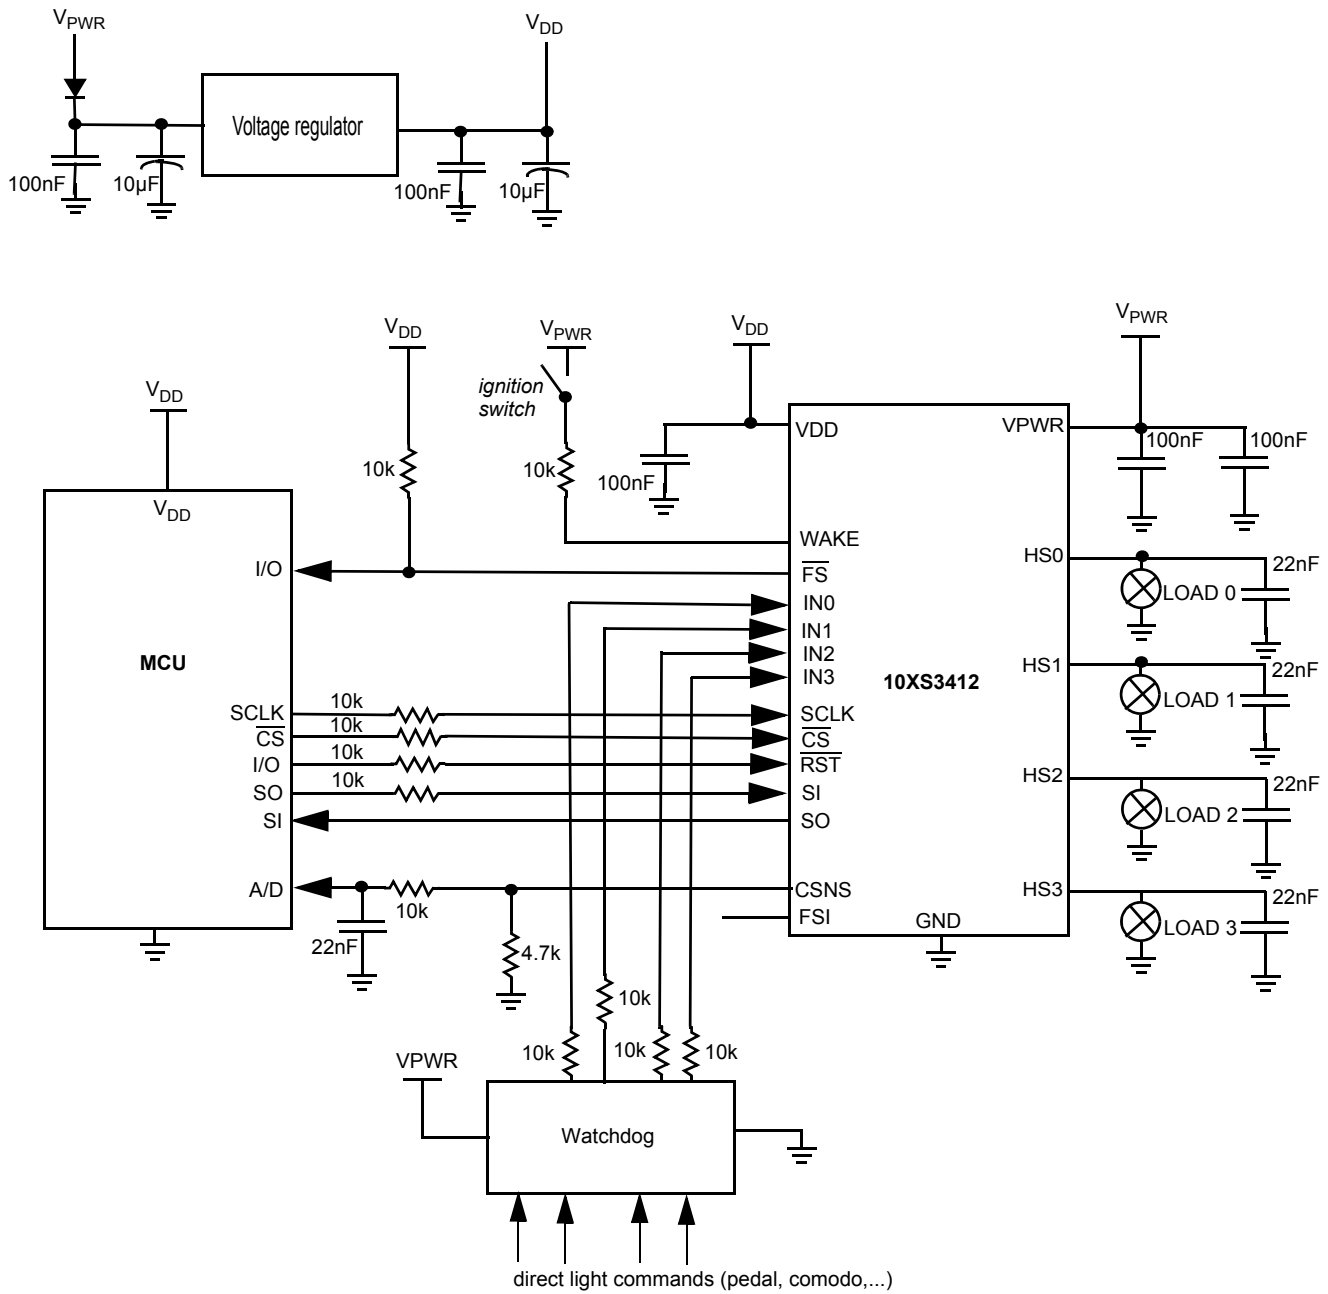 VPWR
VDD
Voltage regulator
100nF
10µF
100nF
10µF
VDD
VPWR
VDD
VPWR
VDD
ignition
switch
10k
10k
100nF
VDD
VPWR
100nF
100nF
VDD
WAKE
I/O
FS
HS0
22nF
LOAD 0
IN0
IN1
IN2
IN3
MCU
10XS3412
HS1
22nF
LOAD 1
SCLK
10k
SCLK
CS
10k
CS
I/O
10k
RST
SO
10k
SI
SI
SO
HS2
22nF
LOAD 2
A/D
10k
CSNS
FSI
GND
HS3
22nF
LOAD 3
22nF
4.7k
10k
10k
10k
10k
VPWR
Watchdog
direct light commands (pedal, comodo,...)